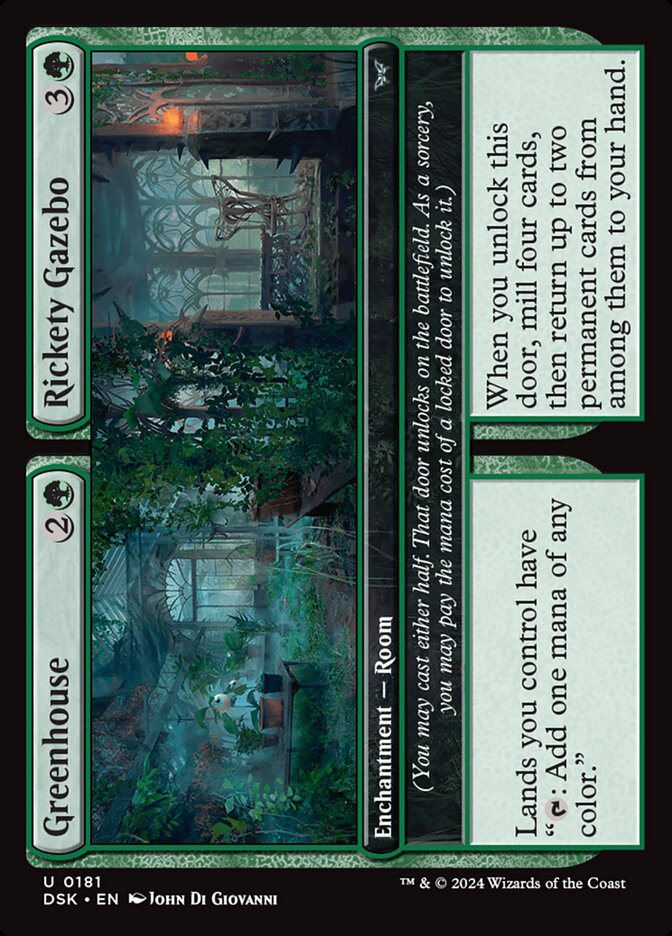 Greenhouse 2
Rickety Gazebo 3
Enchantment — Room
(You may cast either half. That door unlocks on the battlefield. As a sorcery,
you may pay the mana cost of a locked door to unlock it.)
Lands you control have
“: Add one mana of any
color.”
When you unlock this
door, mill four cards,
then return up to two
permanent cards from
among them to your hand.
U 0181
DSK • EN John Di Giovanni
™ & © 2024 Wizards of the Coast